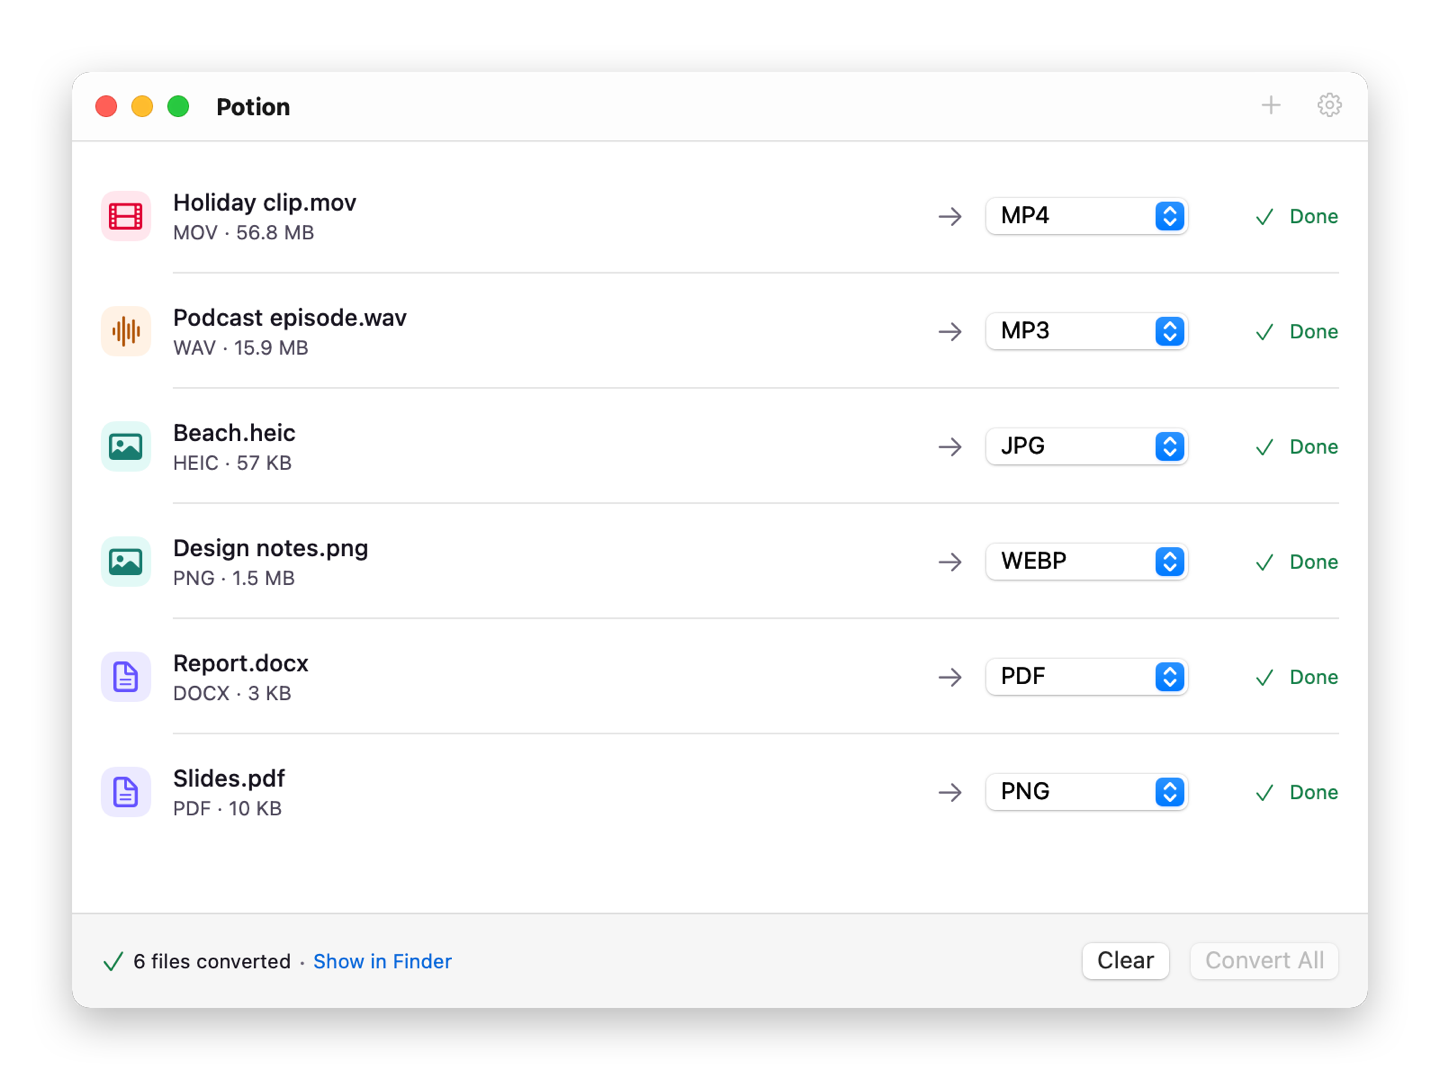 Potion
Holiday clip.mov
MOV · 56.8 MB
MP4
Done
Podcast episode.wav
WAV · 15.9 MB
MP3
Done
Beach.heic
HEIC · 57 KB
JPG
Done
Design notes.png
PNG · 1.5 MB
WEBP
Done
Report.docx
DOCX · 3 KB
PDF
Done
Slides.pdf
PDF · 10 KB
PNG
Done
6 files converted · Show in Finder
Clear
Convert All